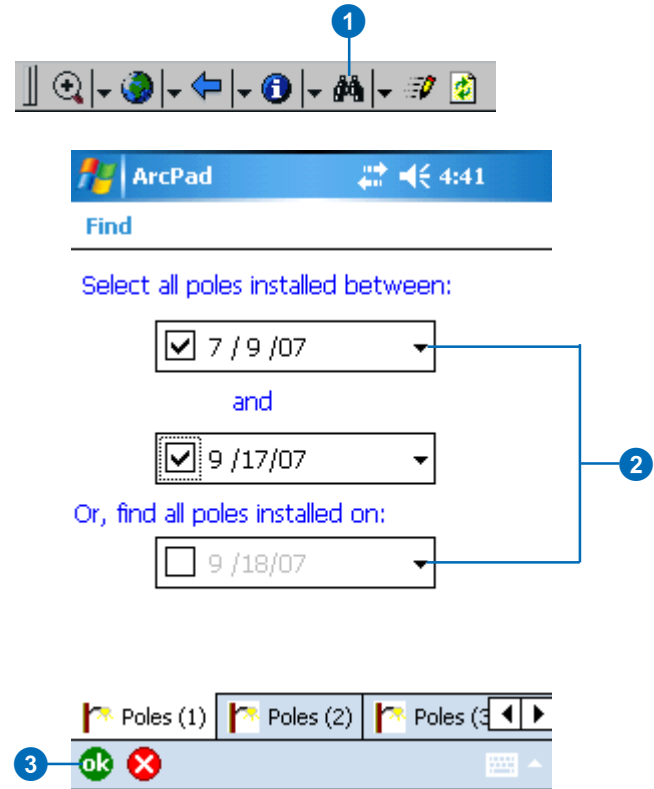 1
ArcPad 4:41
Find
Select all poles installed between:
7 / 9 /07
and
9 /17/07
2
Or, find all poles installed on:
9 /18/07
Poles (1) Poles (2) Poles (3
3
ok